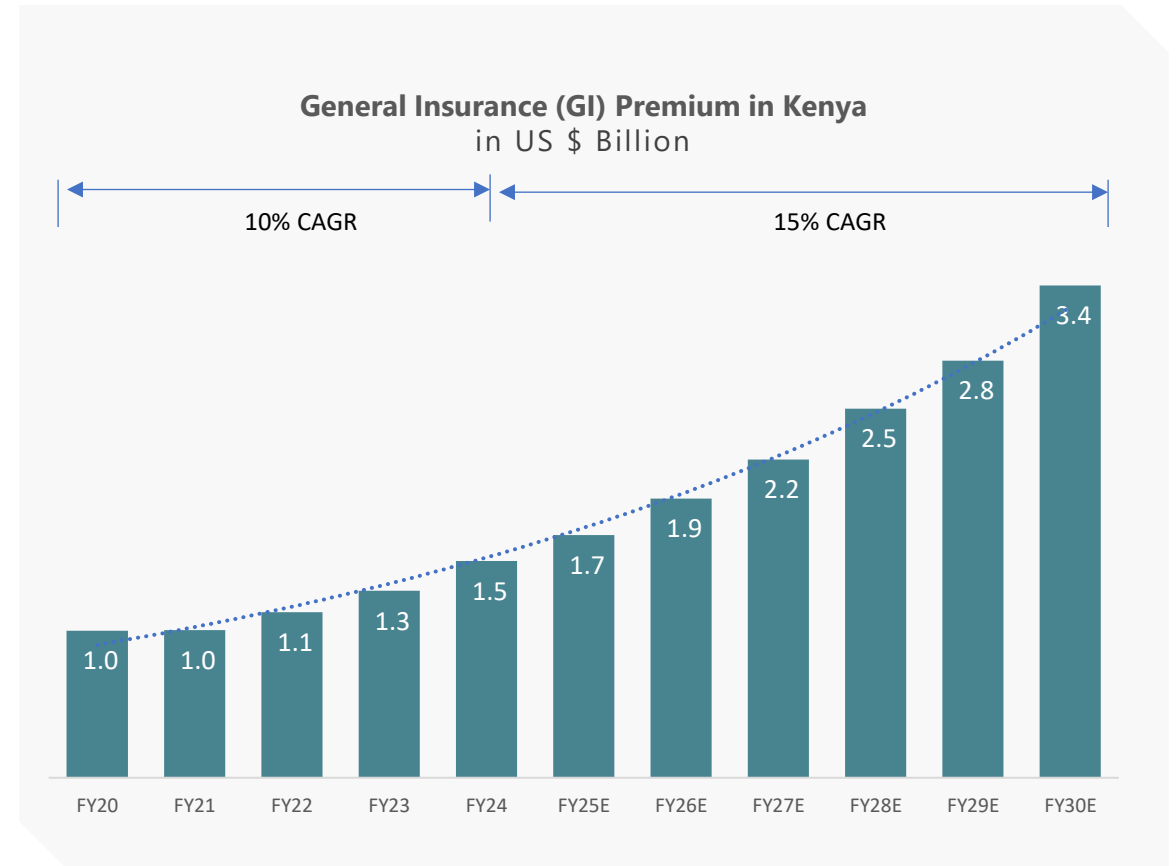 General Insurance (GI) Premium in Kenya
in US $ Billion
10% CAGR 15% CAGR
1.0 1.0 1.1 1.3 1.5 1.7 1.9 2.2 2.5 2.8 3.4
FY20 FY21 FY22 FY23 FY24 FY25E FY26E FY27E FY28E FY29E FY30E